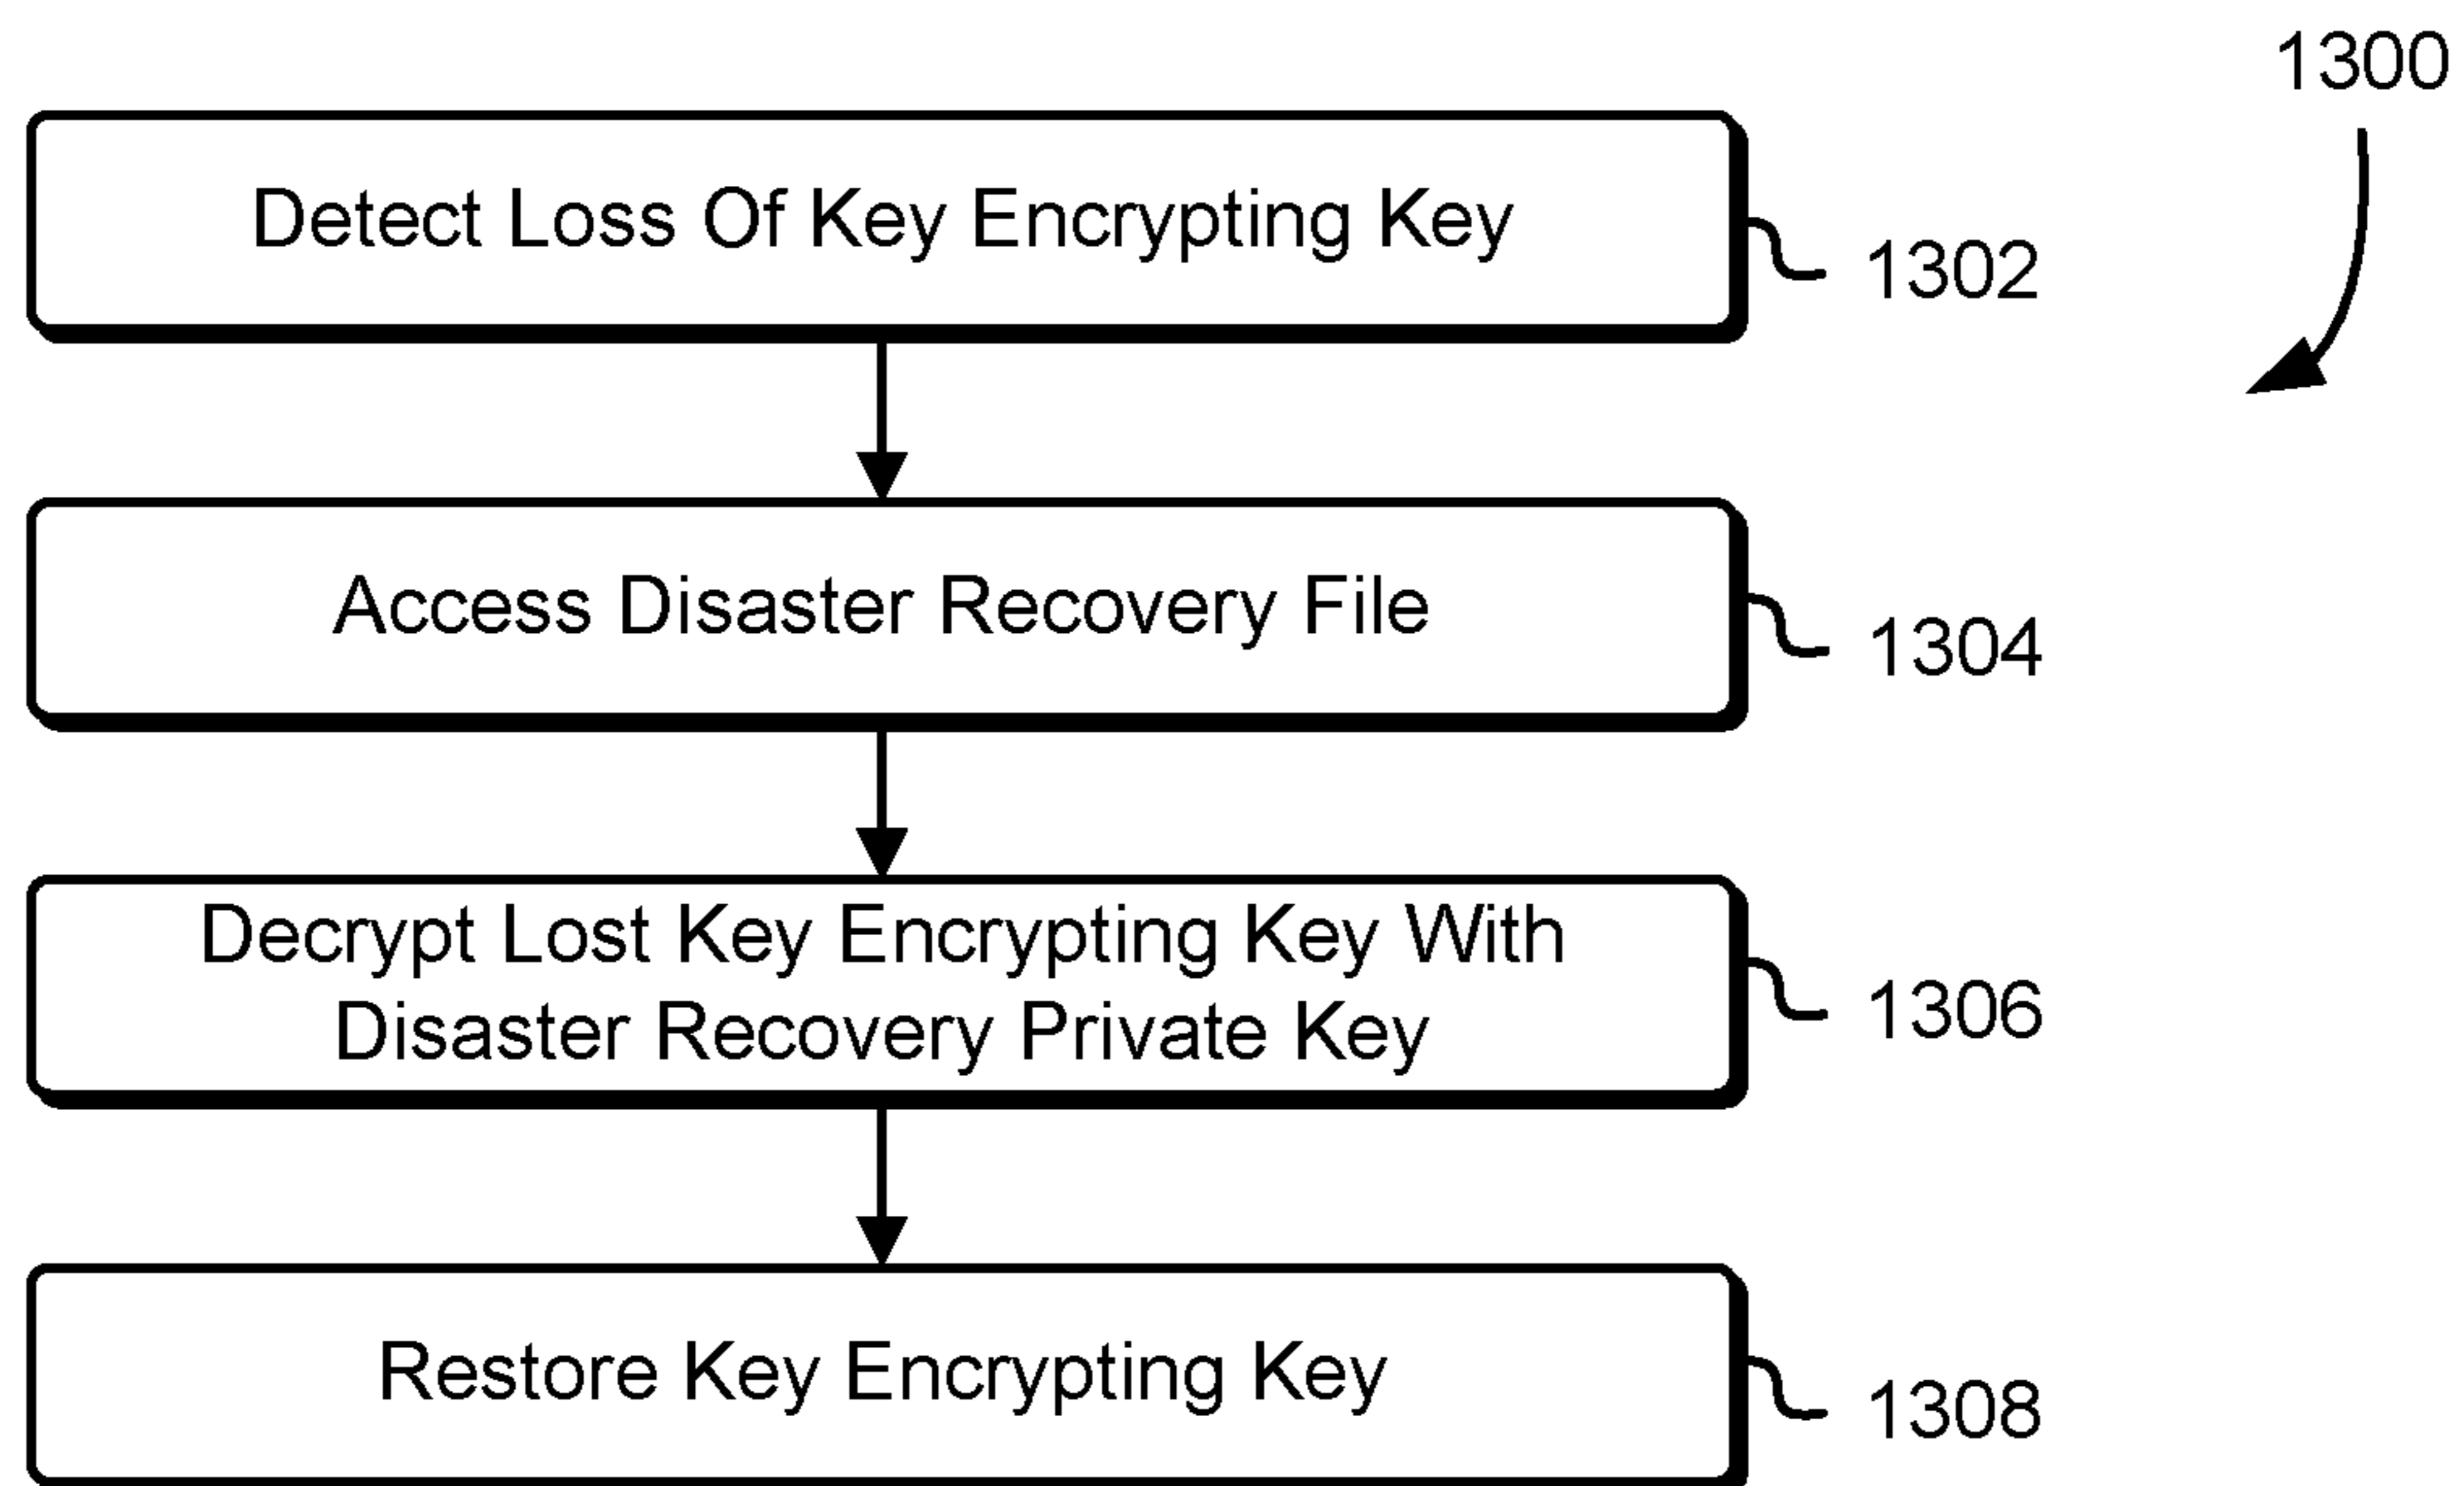 1300
Detect Loss Of Key Encrypting Key
1302
Access Disaster Recovery File
1304
Decrypt Lost Key Encrypting Key With
Disaster Recovery Private Key
1306
Restore Key Encrypting Key
1308